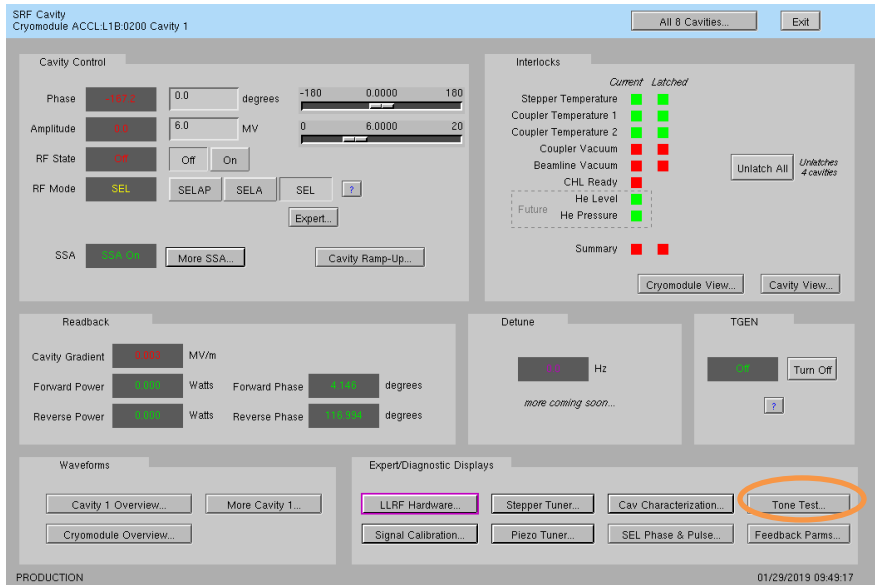 SRF Cavity
Cryomodule ACCL:L1B:0200 Cavity 1
All 8 Cavities...
Exit
Cavity Control
Phase
-167.2
0.0
degrees
-180 0.0000 180
Amplitude
6.0
MV
0 6.0000 20
RF State
Off
Off
On
RF Mode
SEL
SELAP
SELA
SEL
?
Expert...
SSA
SSA On
More SSA...
Cavity Ramp-Up...
Interlocks
Current Latched
Stepper Temperature
Coupler Temperature 1
Coupler Temperature 2
Coupler Vacuum
Beamline Vacuum
CHL Ready
Future
He Level
He Pressure
Summary
Unlatch All
Unlatches
4 cavities
Cryomodule View...
Cavity View...
Readback
Cavity Gradient
0.000
MV/m
Forward Power
0.000
Watts
Forward Phase
4.146
degrees
Reverse Power
0.000
Watts
Reverse Phase
116.994
degrees
Detune
Hz
more coming soon...
TGEN
Off
Turn Off
?
Waveforms
Cavity 1 Overview...
More Cavity 1...
Cryomodule Overview...
Expert/Diagnostic Displays
LLRF Hardware...
Stepper Tuner...
Cav Characterization...
Tone Test...
Signal Calibration...
Piezo Tuner...
SEL Phase & Pulse...
Feedback Parms...
PRODUCTION
01/29/2019 09:49:17